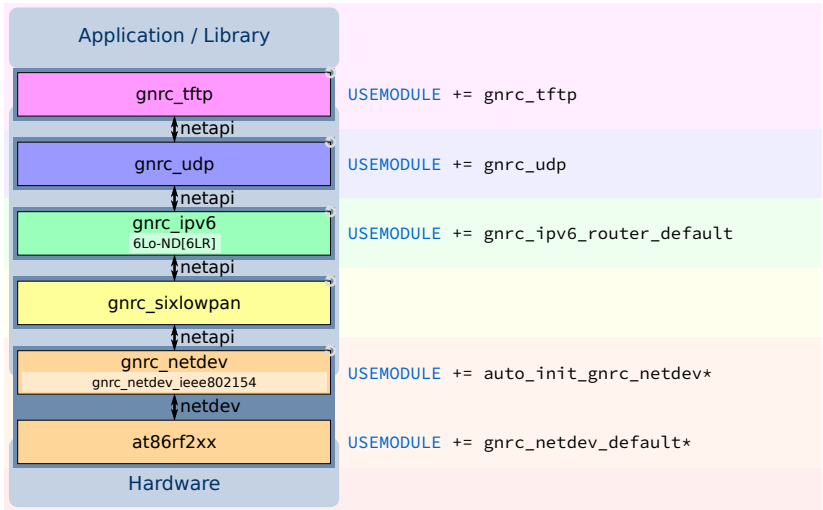 Application / Library
gnrc_tftp
USEMODULE += gnrc_tftp
netapi
gnrc_udp
USEMODULE += gnrc_udp
netapi
gnrc_ipv6
6Lo-ND[6LR]
USEMODULE += gnrc_ipv6_router_default
netapi
gnrc_sixlowpan
netapi
gnrc_netdev
gnrc_netdev_ieee802154
USEMODULE += auto_init_gnrc_netdev*
netdev
at86rf2xx
USEMODULE += gnrc_netdev_default*
Hardware